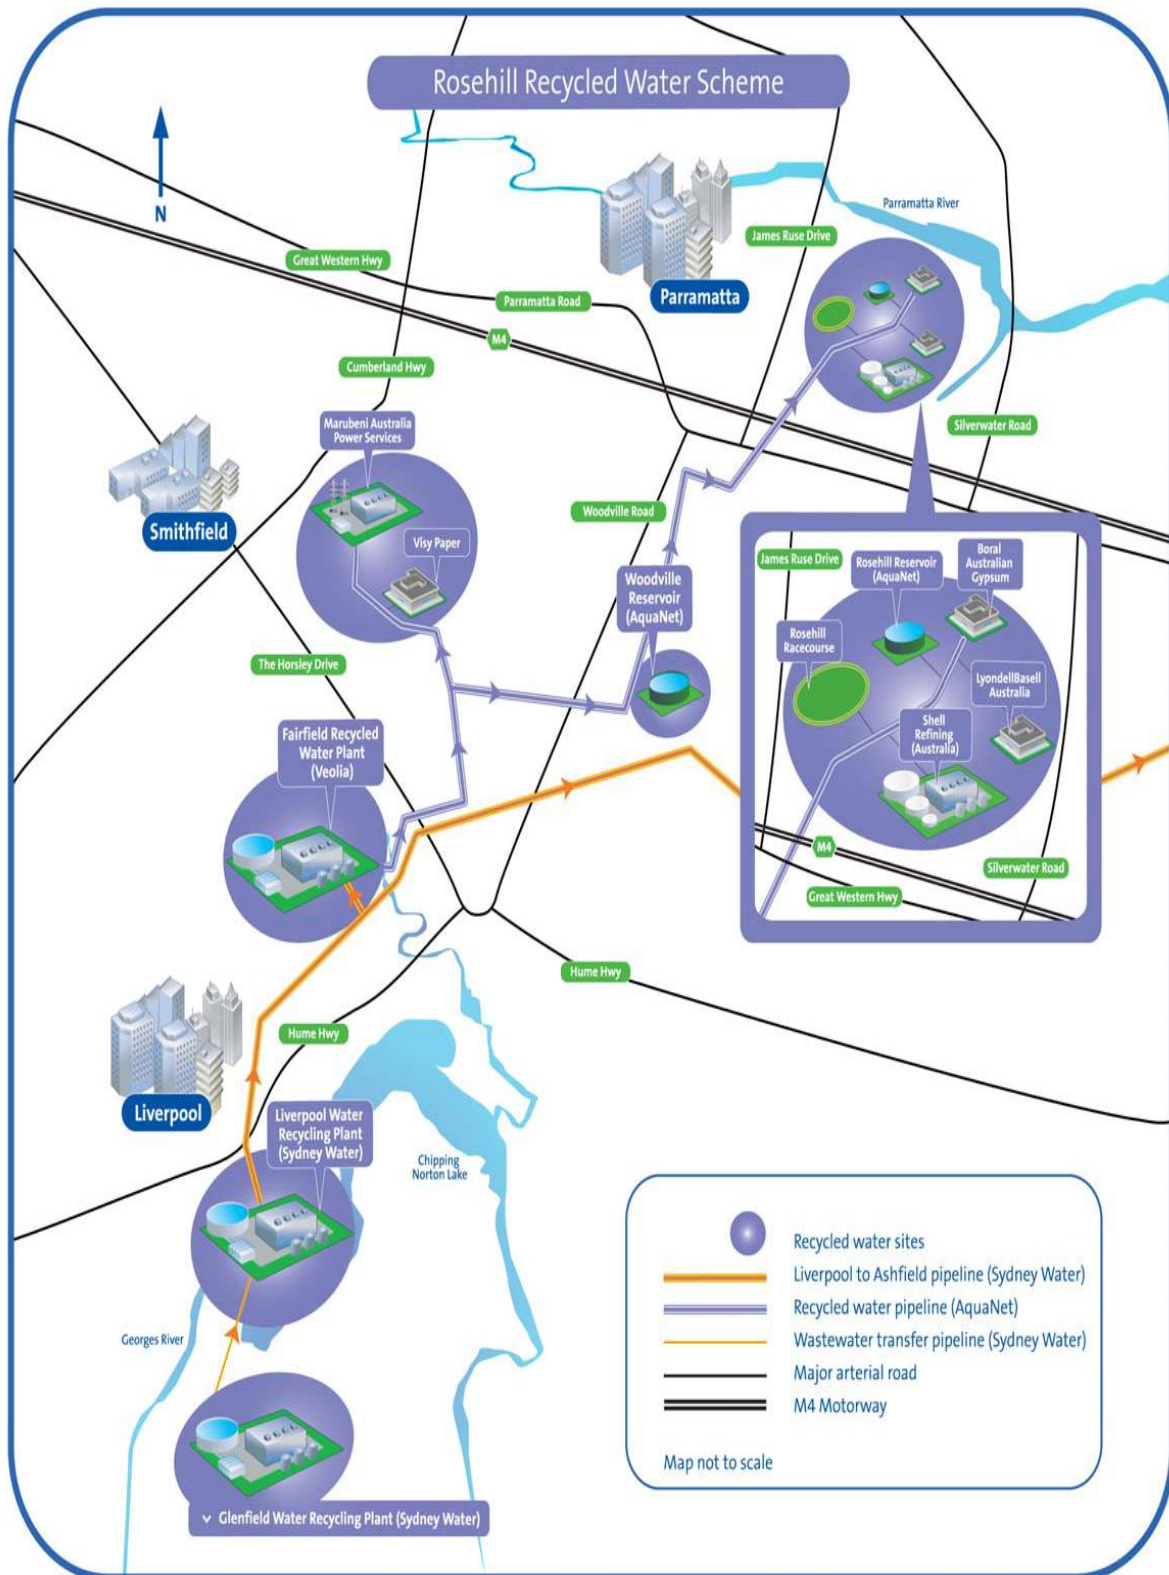 Rosehill Recycled Water Scheme
N
Parramatta River
James Ruse Drive
Great Western Hwy
Parramatta
Parramatta Road
M4
Cumberland Hwy
Marubeni Australia
Power Services
Silverwater Road
Smithfield
Visy Paper
Woodville Road
Woodville
Reservoir
(AquaNet)
James Ruse Drive
Rosehill Reservoir
(AquaNet)
Boral
Australian
Gypsum
Rosehill
Racecourse
LyondellBasell
Australia
Shell
Refining
(Australia)
M4
Silverwater Road
Great Western Hwy
The Horsley Drive
Fairfield Recycled
Water Plant
(Veolia)
Hume Hwy
Hume Hwy
Liverpool
Liverpool Water
Recycling Plant
(Sydney Water)
Chipping
Norton Lake
Georges River
Glenfield Water Recycling Plant (Sydney Water)
Recycled water sites
Liverpool to Ashfield pipeline (Sydney Water)
Recycled water pipeline (AquaNet)
Wastewater transfer pipeline (Sydney Water)
Major arterial road
M4 Motorway
Map not to scale